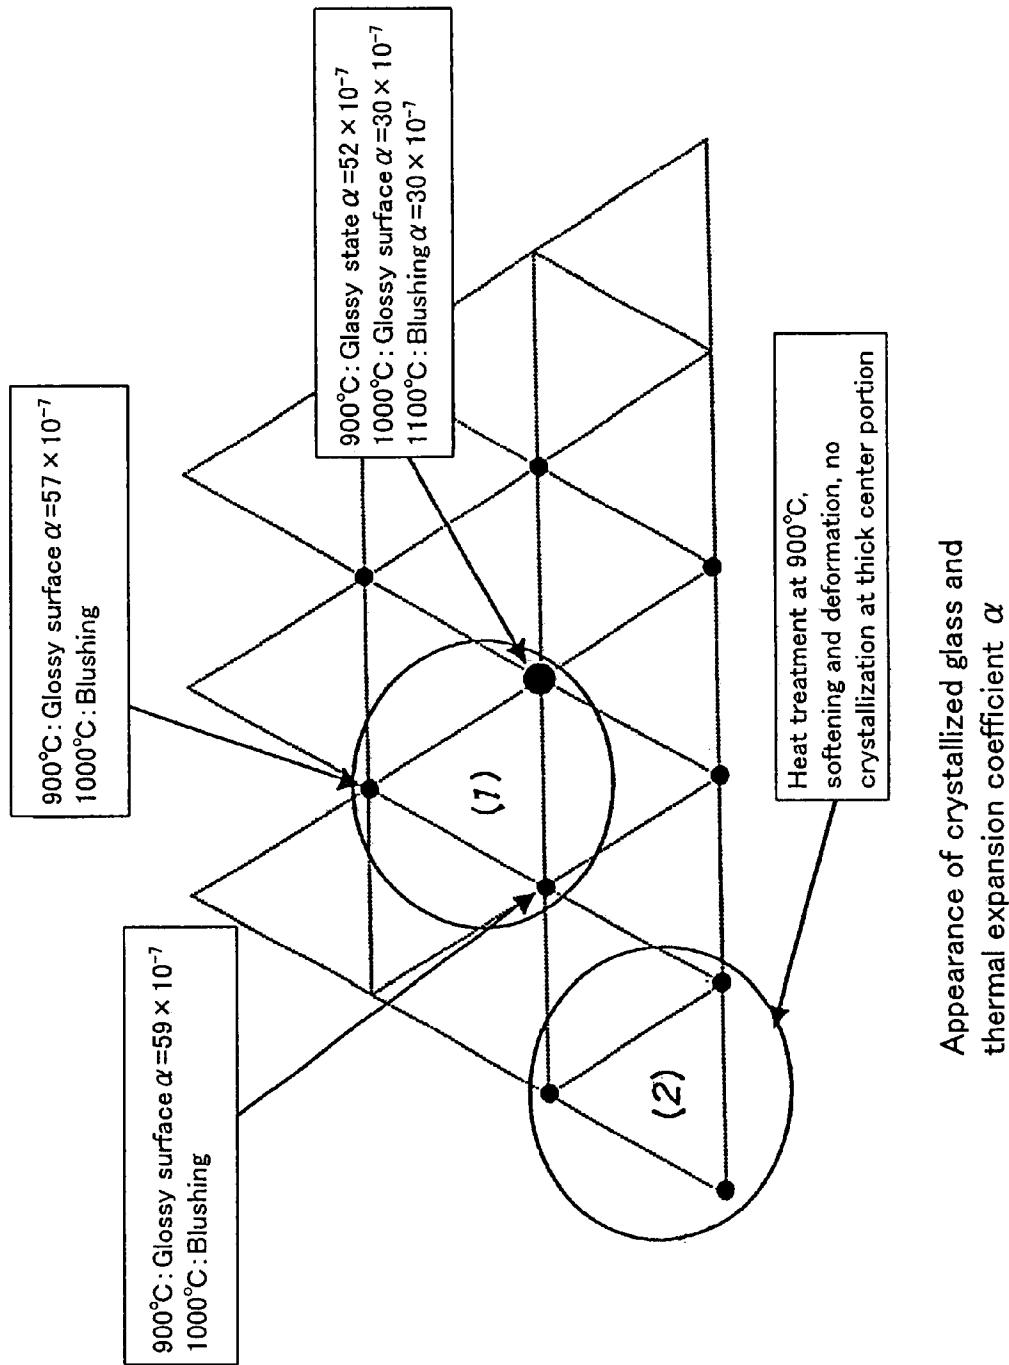 900°C: Glossy surface α=59 × 10⁻⁷
1000°C: Blushing
900°C: Glossy surface α=57 × 10⁻⁷
1000°C: Blushing
900°C: Glassy state α=52 × 10⁻⁷
1000°C: Glossy surface α=30 × 10⁻⁷
1100°C: Blushing α=30 × 10⁻⁷
(1)
(2)
Heat treatment at 900°C,
softening and deformation, no
crystallization at thick center portion
Appearance of crystallized glass and
thermal expansion coefficient α